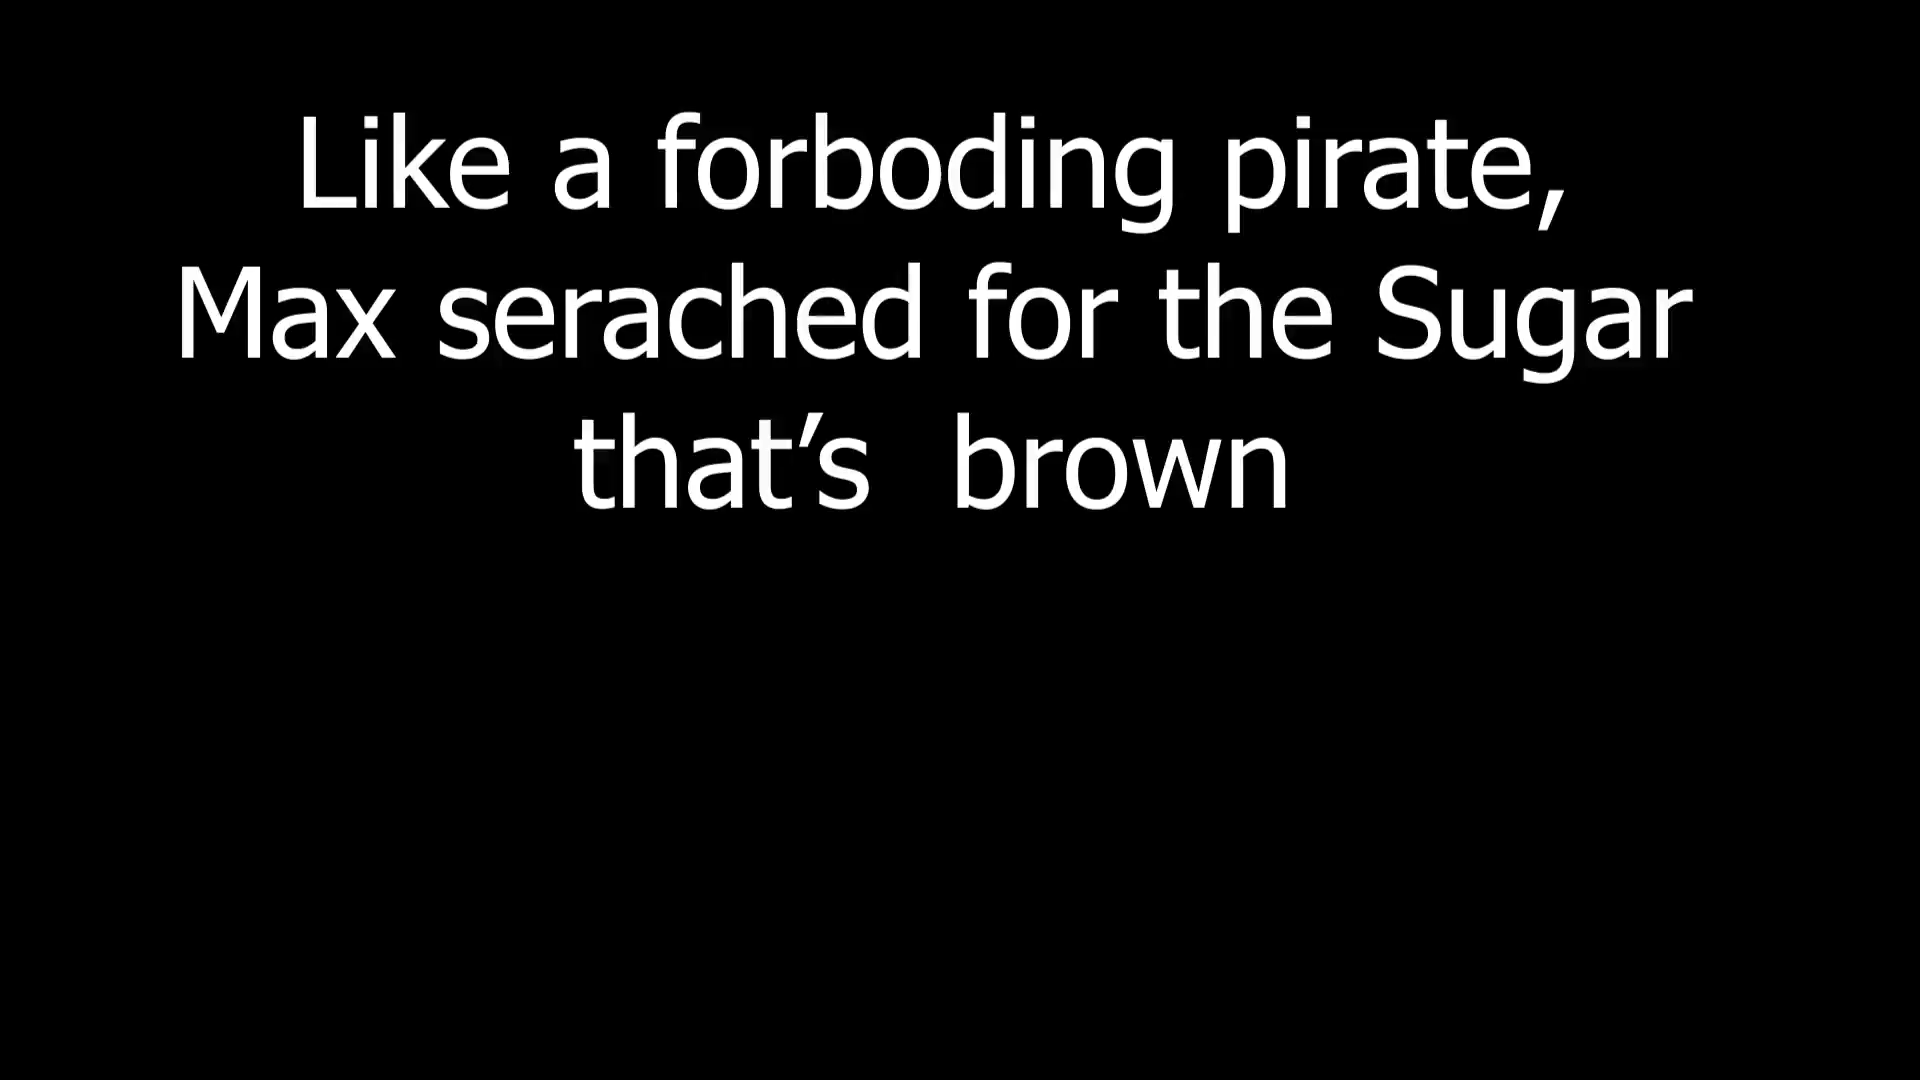 Like a forboding pirate,
Max serached for the Sugar
that’s  brown